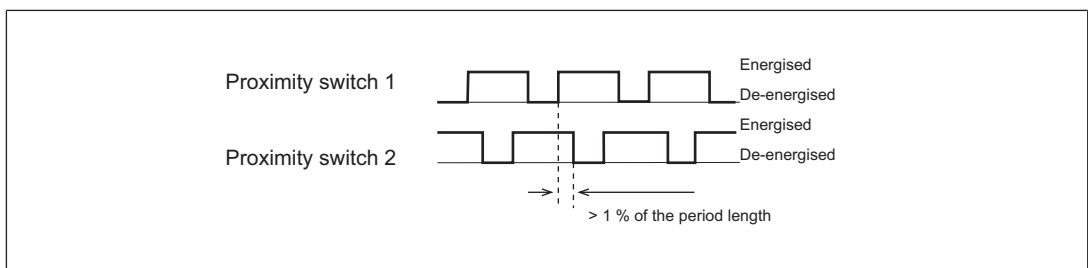 Proximity switch 1
Energised
De-energised
Proximity switch 2
Energised
De-energised
> 1 % of the period length